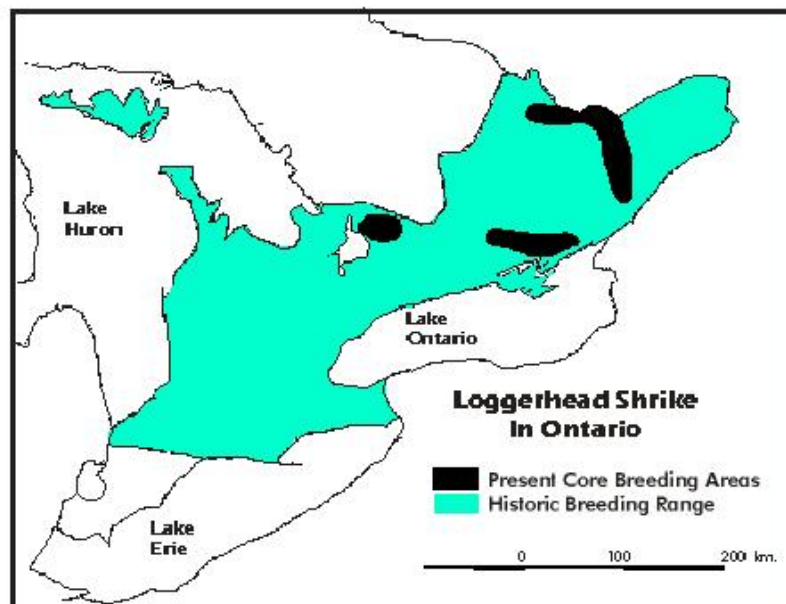 Lake
Huron
Lake
Ontario
Loggerhead Shrike
in Ontario
Present Core Breeding Areas
Historic Breeding Range
Lake
Erie
0 100 200 km.